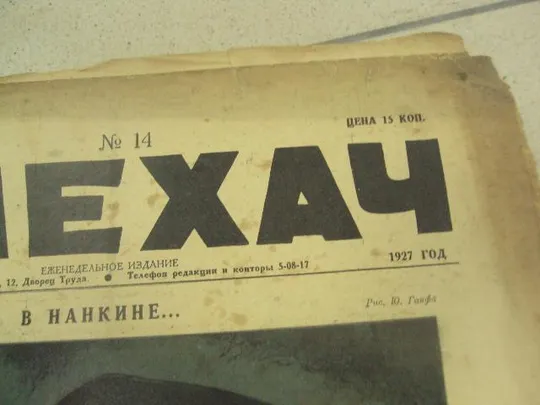 № 14
ЦЕНА 15 КОП.
ЕХАЧ
ЕЖЕНЕДЕЛЬНОЕ ИЗДАНИЕ
1927 ГОД
12, Дворец Труда ● Телефон редакции и конторы 5-08-17
В НАНКИНЕ...
Рис. Ю. Ганфа